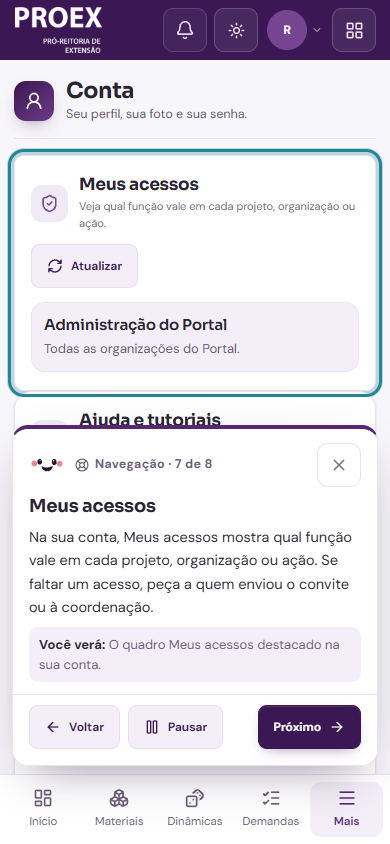 PROEX
PRÓ-REITORIA DE
EXTENSÃO
R
Conta
Seu perfil, sua foto e sua senha.
Meus acessos
Veja qual função vale em cada projeto, organização ou
ação.
Atualizar
Administração do Portal
Todas as organizações do Portal.
Ajuda e tutoriais
Navegação · 7 de 8
Meus acessos
Na sua conta, Meus acessos mostra qual função
vale em cada projeto, organização ou ação. Se
faltar um acesso, peça a quem enviou o convite
ou à coordenação.
Você verá: O quadro Meus acessos destacado na
sua conta.
Voltar
Pausar
Próximo
Início
Materiais
Dinâmicas
Demandas
Mais